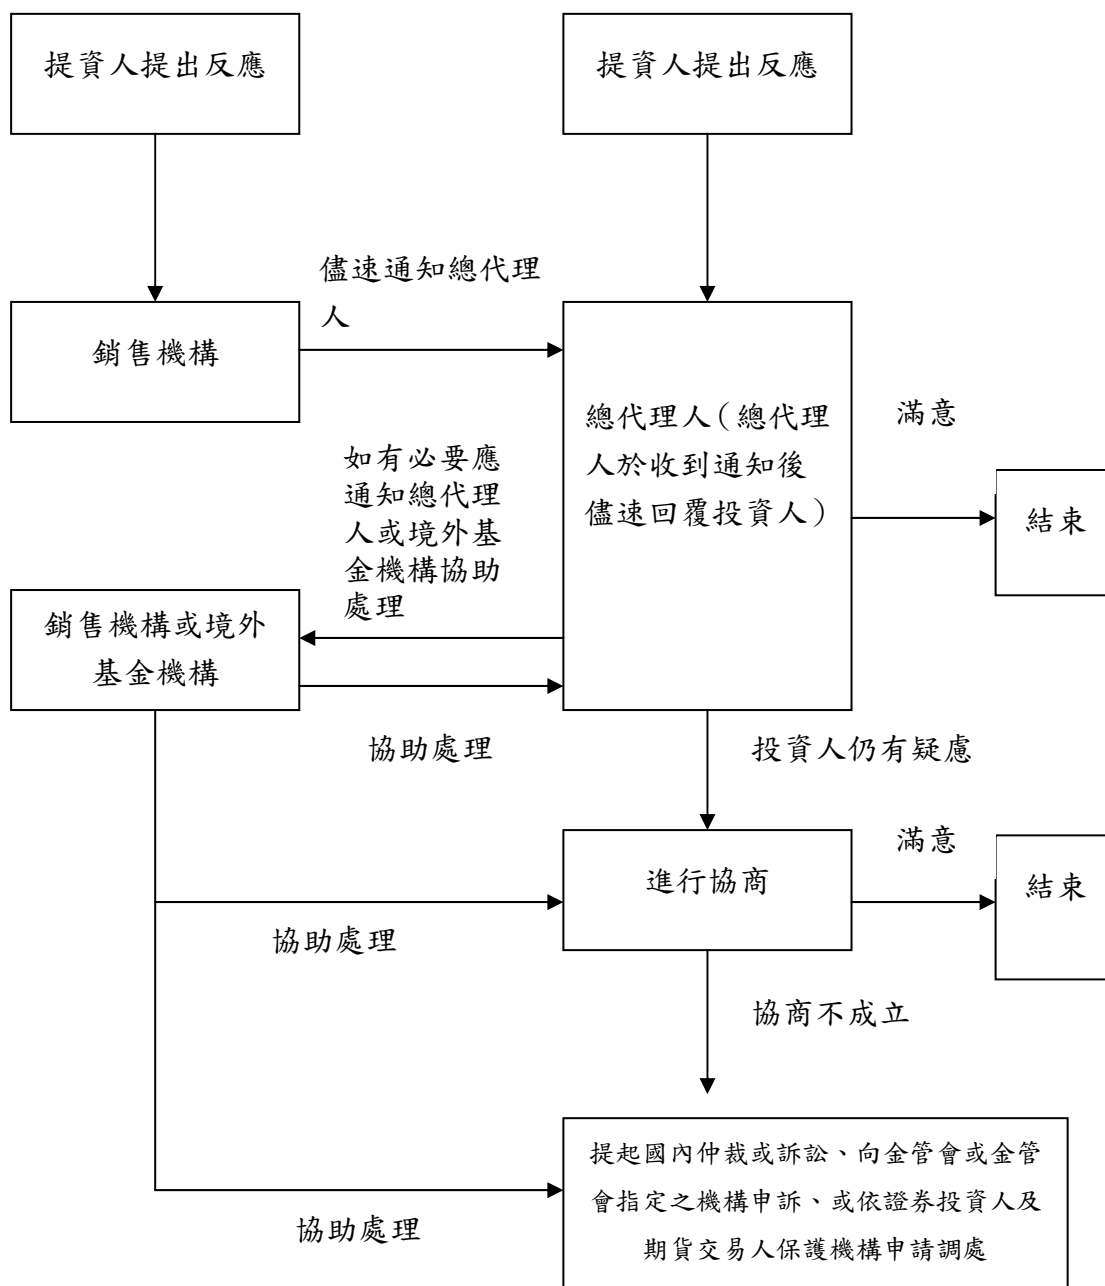 提資人提出反應
提資人提出反應
儘速通知總代理
人
銷售機構
總代理人（總代理
人於收到通知後
儘速回覆投資人）
滿意
結束
如有必要應
通知總代理
人或境外基
金機構協助
處理
銷售機構或境外
基金機構
協助處理
投資人仍有疑慮
進行協商
滿意
結束
協助處理
協商不成立
提起國內仲裁或訴訟、向金管會或金管
會指定之機構申訴、或依證券投資人及
期貨交易人保護機構申請調處
協助處理